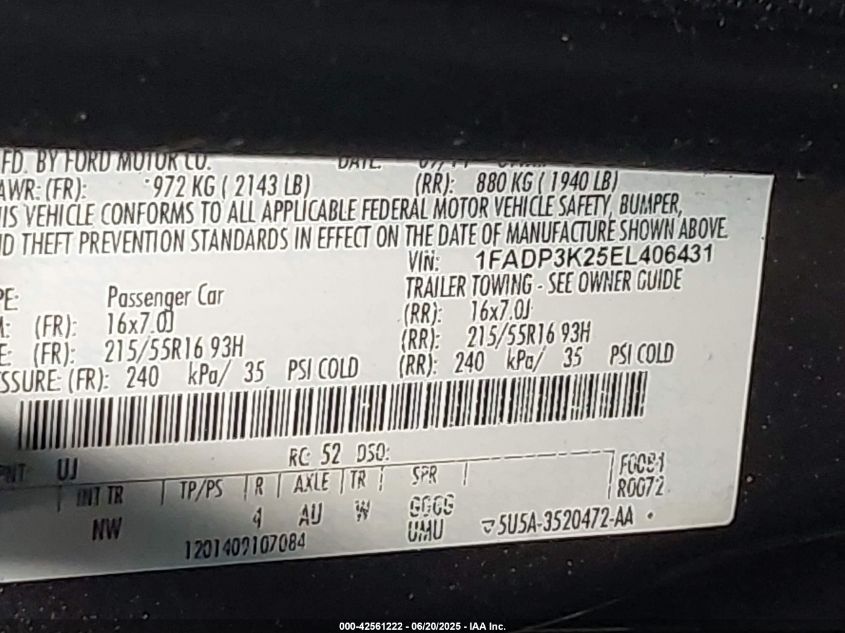 FD. BY FORD MOTOR CO. DATE:
AWR: (FR): 972 KG ( 2143 LB) (RR): 880 KG ( 1940 LB)
IS VEHICLE CONFORMS TO ALL APPLICABLE FEDERAL MOTOR VEHICLE SAFETY, BUMPER,
D THEFT PREVENTION STANDARDS IN EFFECT ON THE DATE OF MANUFACTURE SHOWN ABOVE.
VIN: 1FADP3K25EL406431
PE: Passenger Car TRAILER TOWING - SEE OWNER GUIDE
M: (FR): 16x7.0J (RR): 16x7.0J
E: (FR): 215/55R16 93H (RR): 215/55R16 93H
SSURE: (FR): 240 kPa/ 35 PSI COLD (RR): 240 kPa/ 35 PSI COLD
PNT: UJ RC: 52 DSO:
INT TR TP/PS R AXLE TR SPR F0081 R0072
NW 4 AU W GGGG UMU 5U5A-3520472-AA
1201409107084
000-42561222 - 06/20/2025 - IAA Inc.